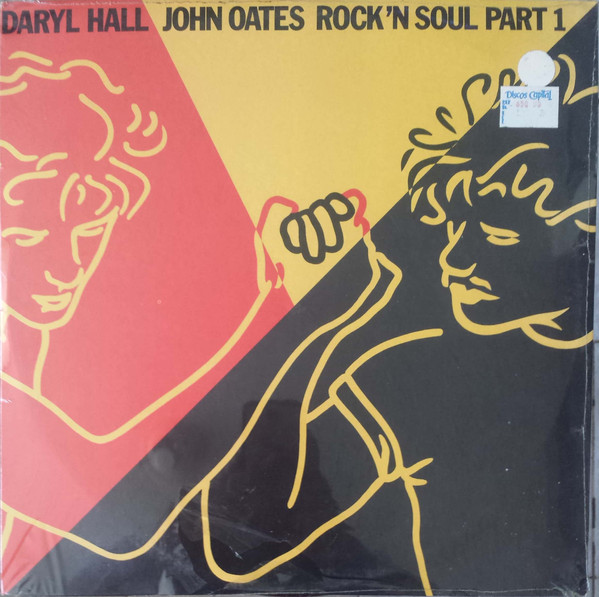 DARYL HALL JOHN OATES ROCK'N SOUL PART 1
Discos Capital